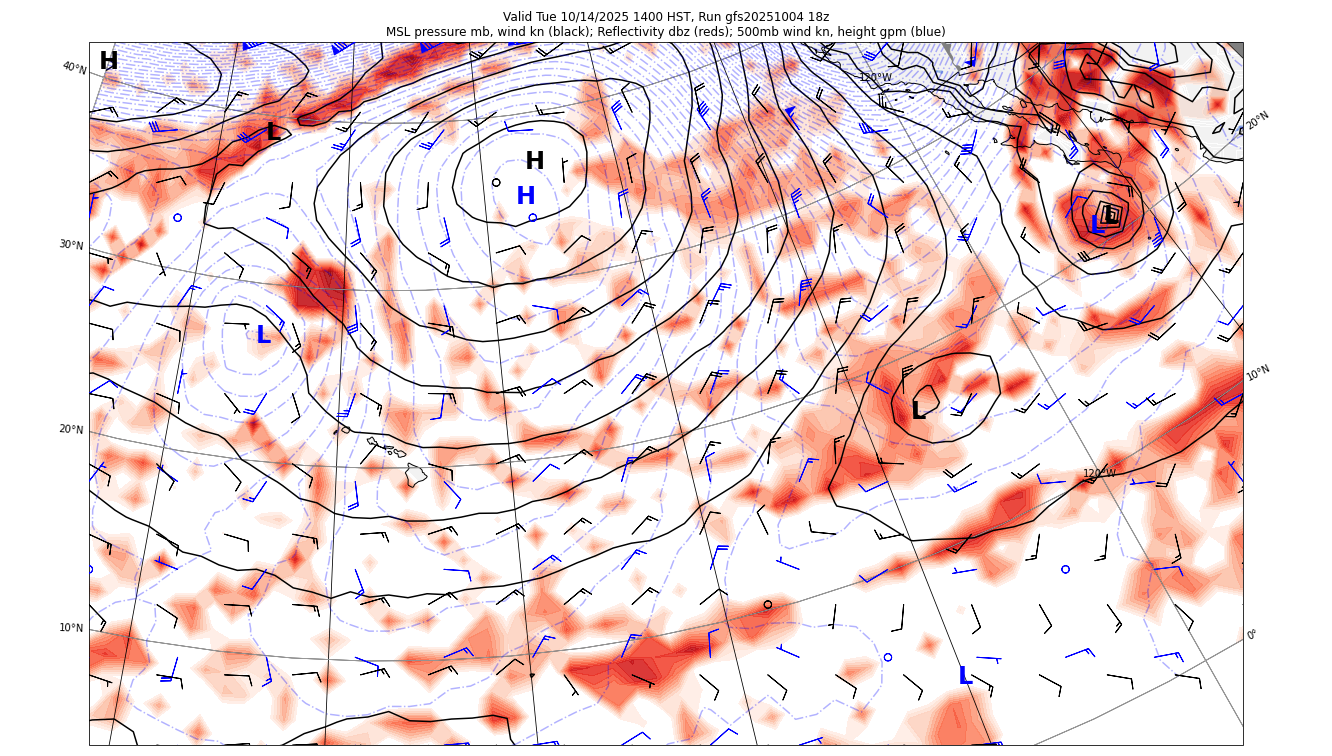 Valid Tue 10/14/2025 1400 HST, Run gfs20251004 18z
MSL pressure mb, wind kn (black); Reflectivity dbz (reds); 500mb wind kn, height gpm (blue)
H
40°N
120°W
20°N
L
H
H
L
L
30°N
L
10°N
L
20°N
120°W
10°N
0°
L